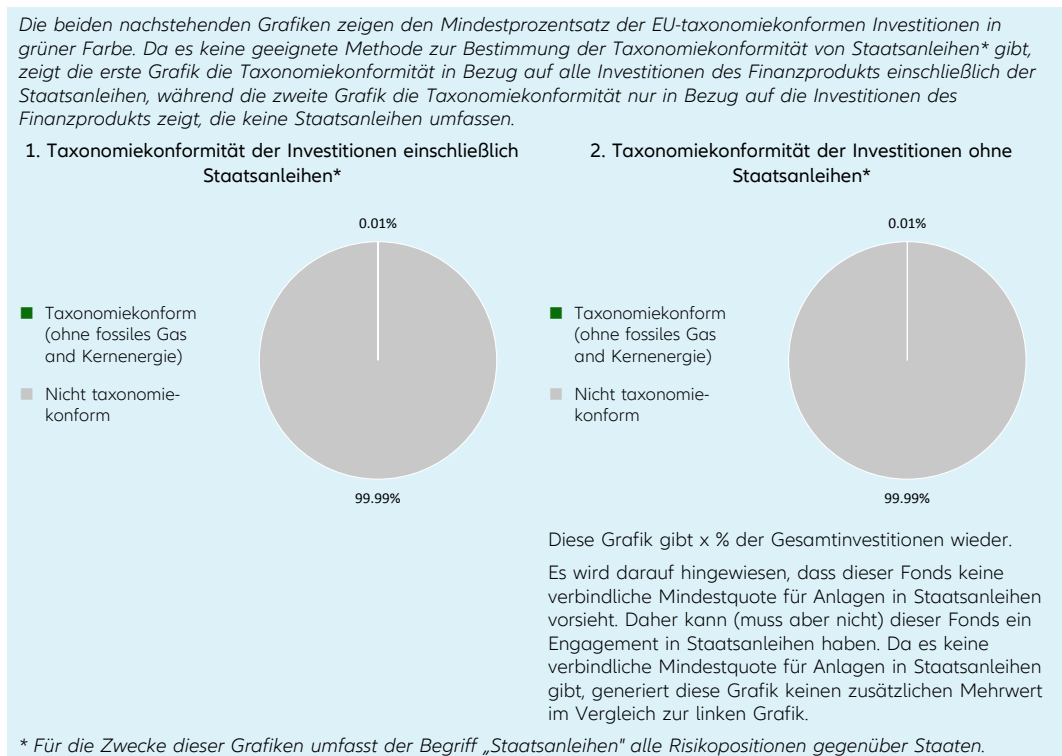 Die beiden nachstehenden Grafiken zeigen den Mindestprozentsatz der EU-taxonomiekonformen Investitionen in
grüner Farbe. Da es keine geeignete Methode zur Bestimmung der Taxonomiekonformität von Staatsanleihen* gibt,
zeigt die erste Grafik die Taxonomiekonformität in Bezug auf alle Investitionen des Finanzprodukts einschließlich der
Staatsanleihen, während die zweite Grafik die Taxonomiekonformität nur in Bezug auf die Investitionen des
Finanzprodukts zeigt, die keine Staatsanleihen umfassen.
1. Taxonomiekonformität der Investitionen einschließlich
Staatsanleihen*
0.01%
Taxonomiekonform
(ohne fossiles Gas
and Kernenergie)
Nicht taxonomie-
konform
99.99%
2. Taxonomiekonformität der Investitionen ohne
Staatsanleihen*
0.01%
Taxonomiekonform
(ohne fossiles Gas
and Kernenergie)
Nicht taxonomie-
konform
99.99%
Diese Grafik gibt x % der Gesamtinvestitionen wieder.
Es wird darauf hingewiesen, dass dieser Fonds keine
verbindliche Mindestquote für Anlagen in Staatsanleihen
vorsieht. Daher kann (muss aber nicht) dieser Fonds ein
Engagement in Staatsanleihen haben. Da es keine
verbindliche Mindestquote für Anlagen in Staatsanleihen
gibt, generiert diese Grafik keinen zusätzlichen Mehrwert
im Vergleich zur linken Grafik.
* Für die Zwecke dieser Grafiken umfasst der Begriff „Staatsanleihen" alle Risikopositionen gegenüber Staaten.